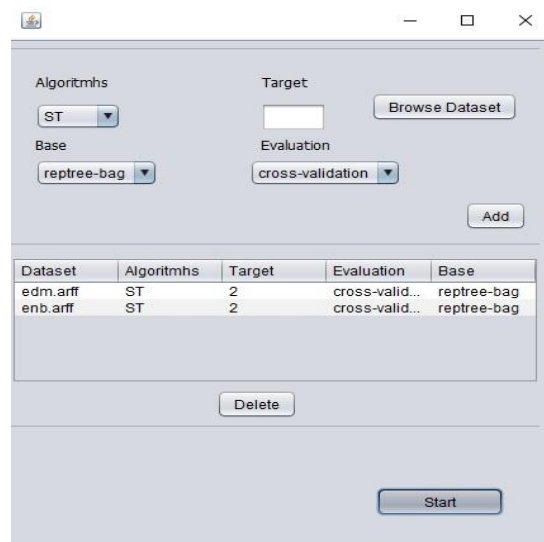 Algoritmhs Target
ST Browse Dataset
Base Evaluation
reptree-bag cross-validation
Add
Dataset Algoritmhs Target Evaluation Base
edm.arff ST 2 cross-valid... reptree-bag
enb.arff ST 2 cross-valid... reptree-bag
Delete
Start